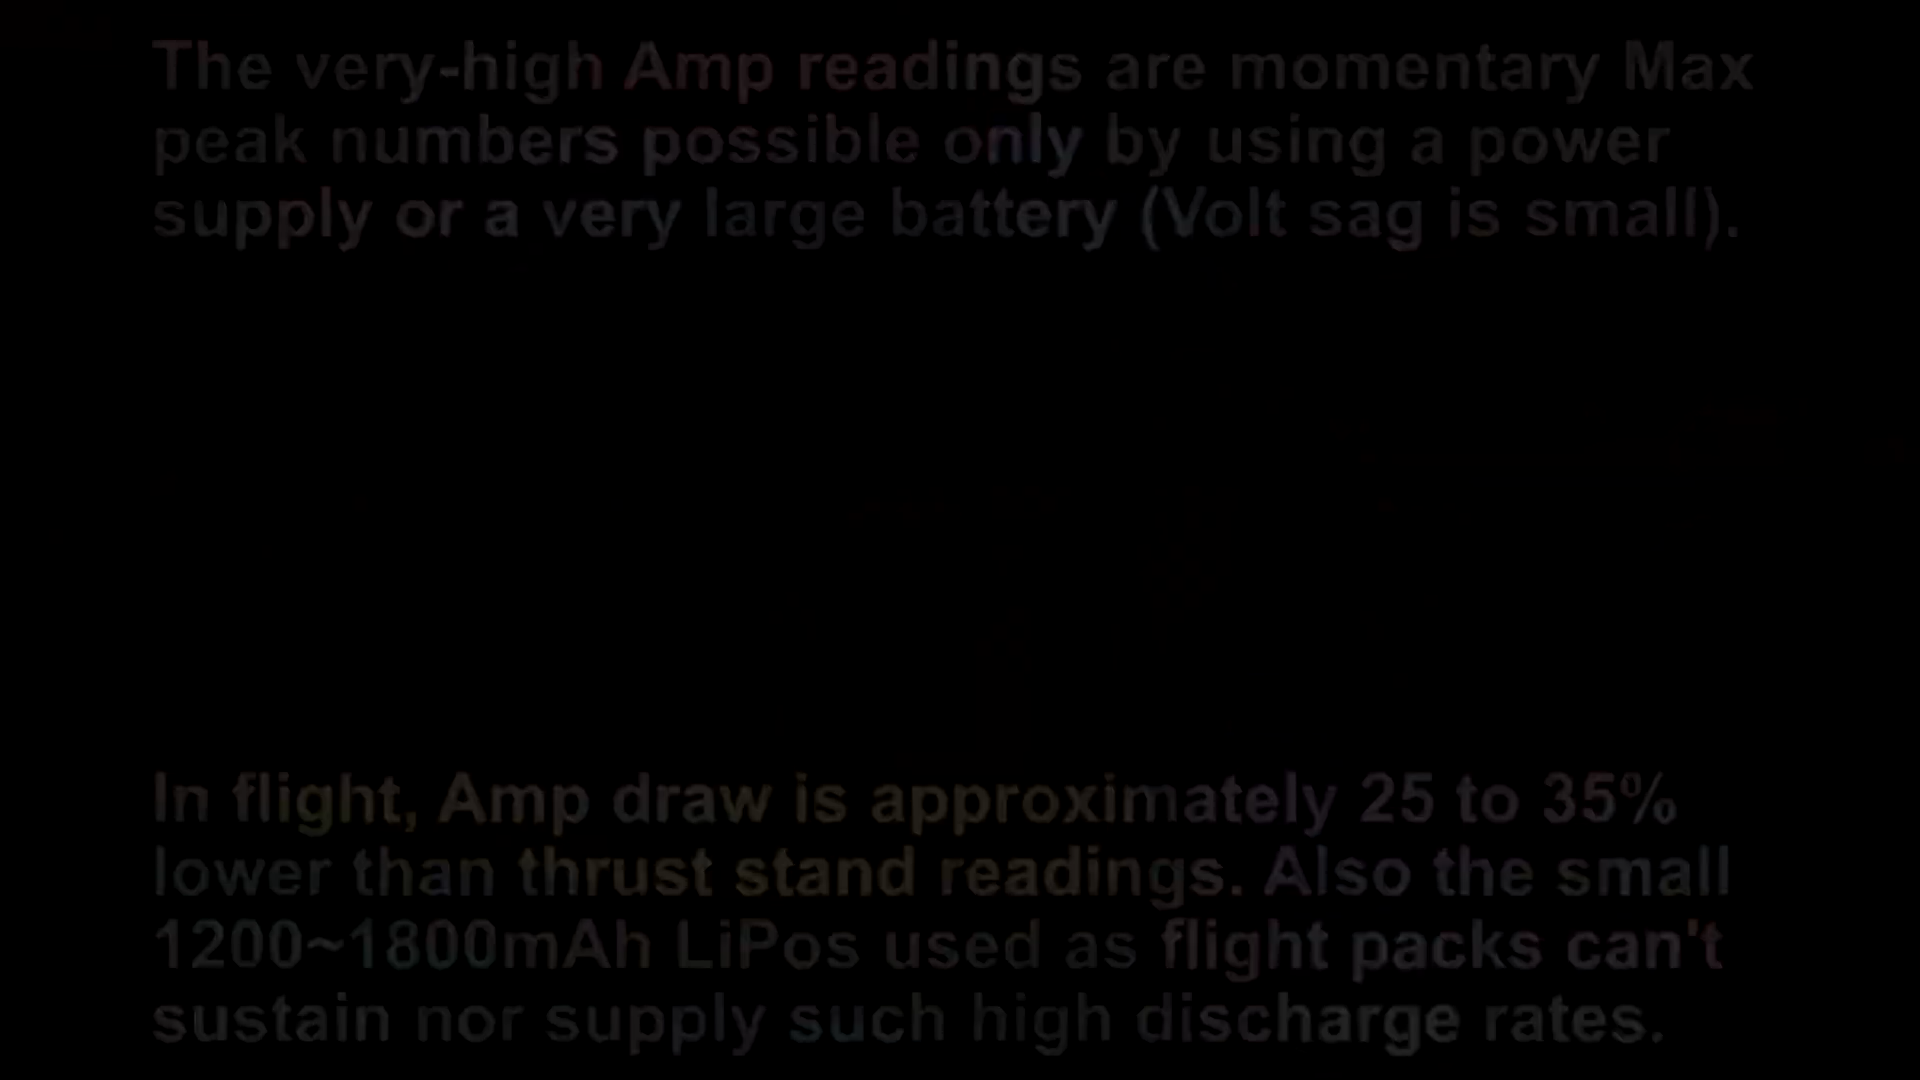 The very-high Amp readings are momentary Max
peak numbers possible only by using a power
supply or a very large battery (Volt sag is small).
In flight, Amp draw is approximately 25 to 35%
lower than thrust stand readings. Also the small
1200~1800mAh LiPos used as flight packs can't
sustain nor supply such high discharge rates.